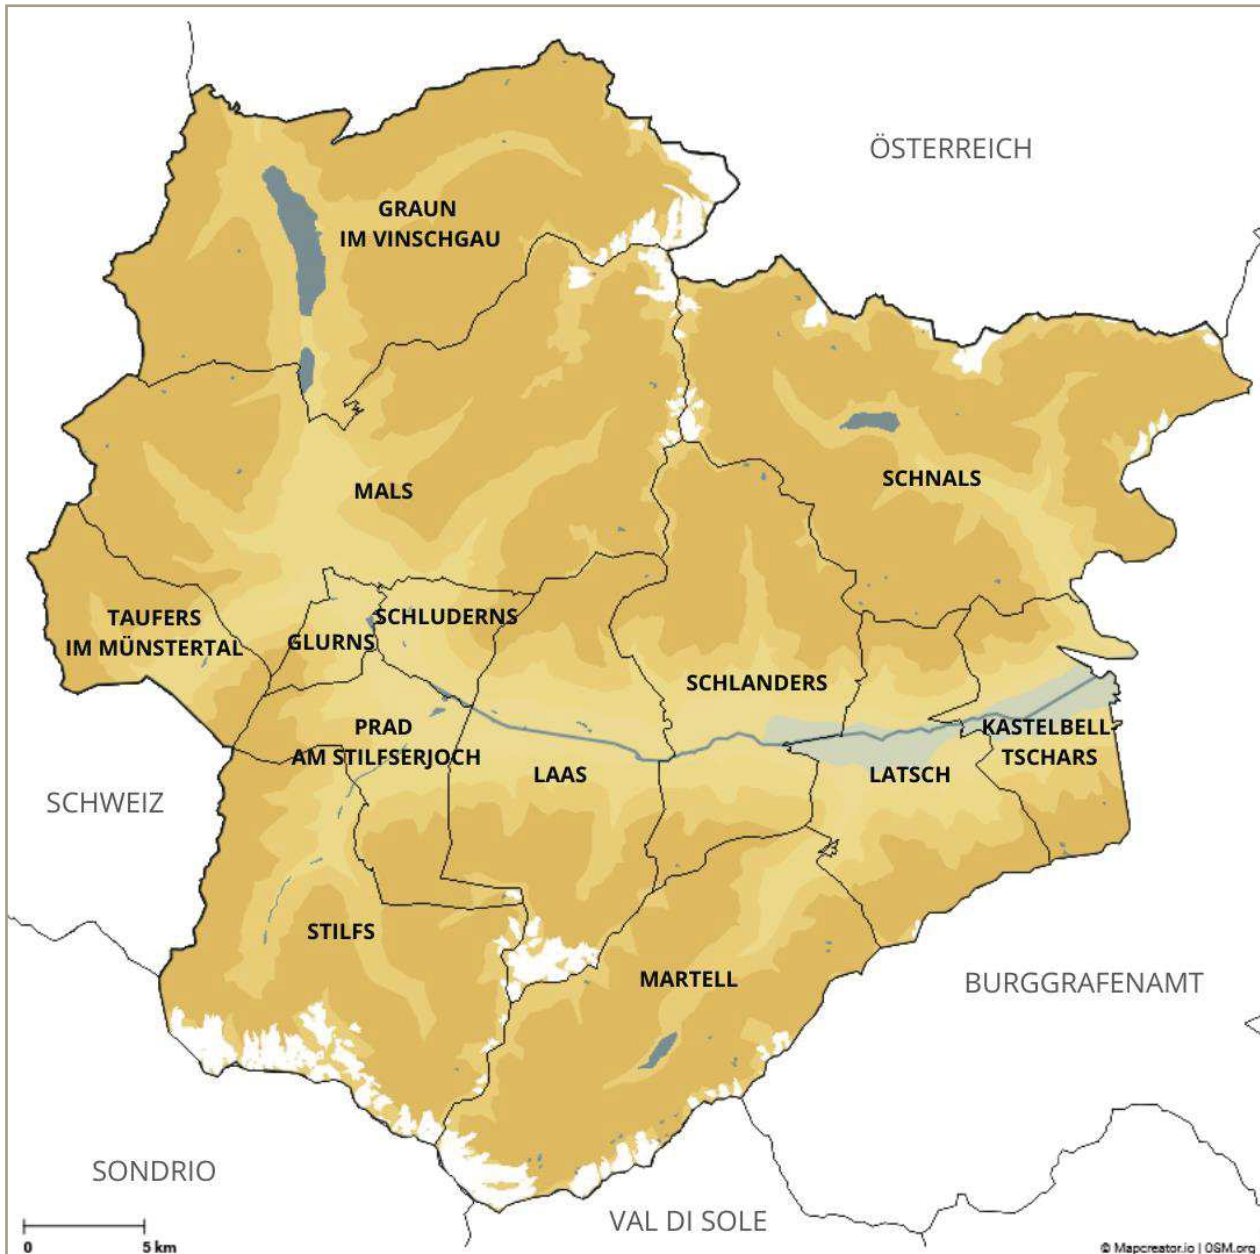 ÖSTERREICH
GRAUN
IM VINSCHGAU
SCHNALS
MALS
TAUFERS
IM MÜNSTERTAL
GLURNS
SCHLUDERNS
SCHLANDERS
PRAD
AM STILFSERJOCH
LAAS
LATSCH
KASTELBELL-
TSCHARS
SCHWEIZ
STILFS
MARTELL
BURGGRAFENAMT
SONDRIO
VAL DI SOLE
0 5 km
© Mapcreator.io | OSM.org